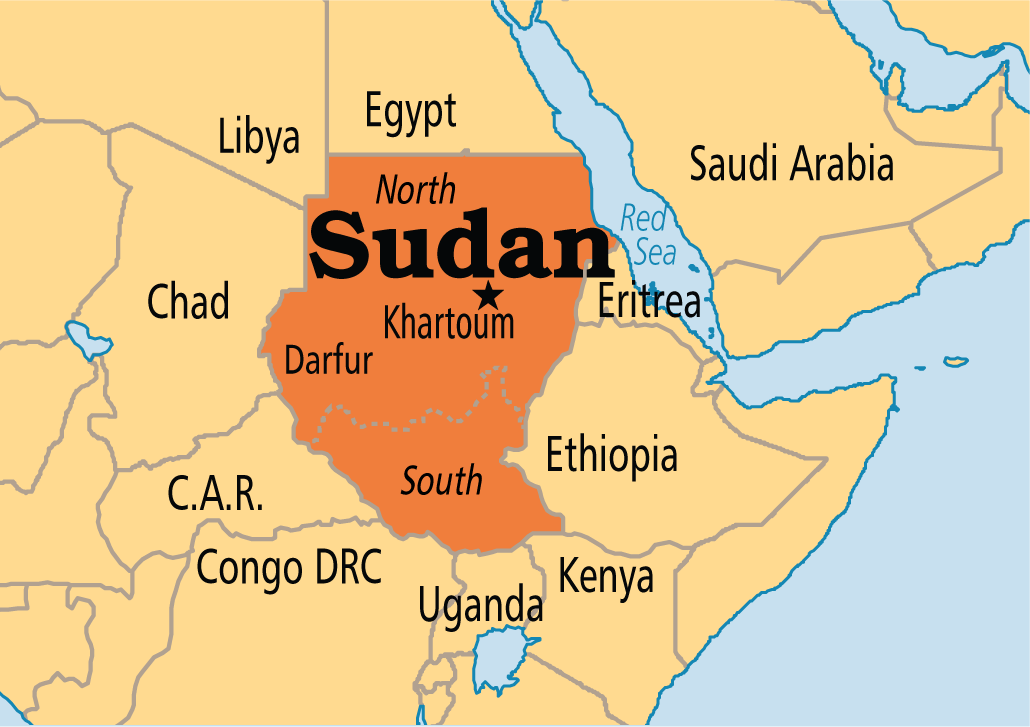 Egypt
Libya
Saudi Arabia
North
Red
Sea
Sudan
Chad
Eritrea
Khartoum
Darfur
Ethiopia
South
C.A.R.
Congo DRC
Kenya
Uganda